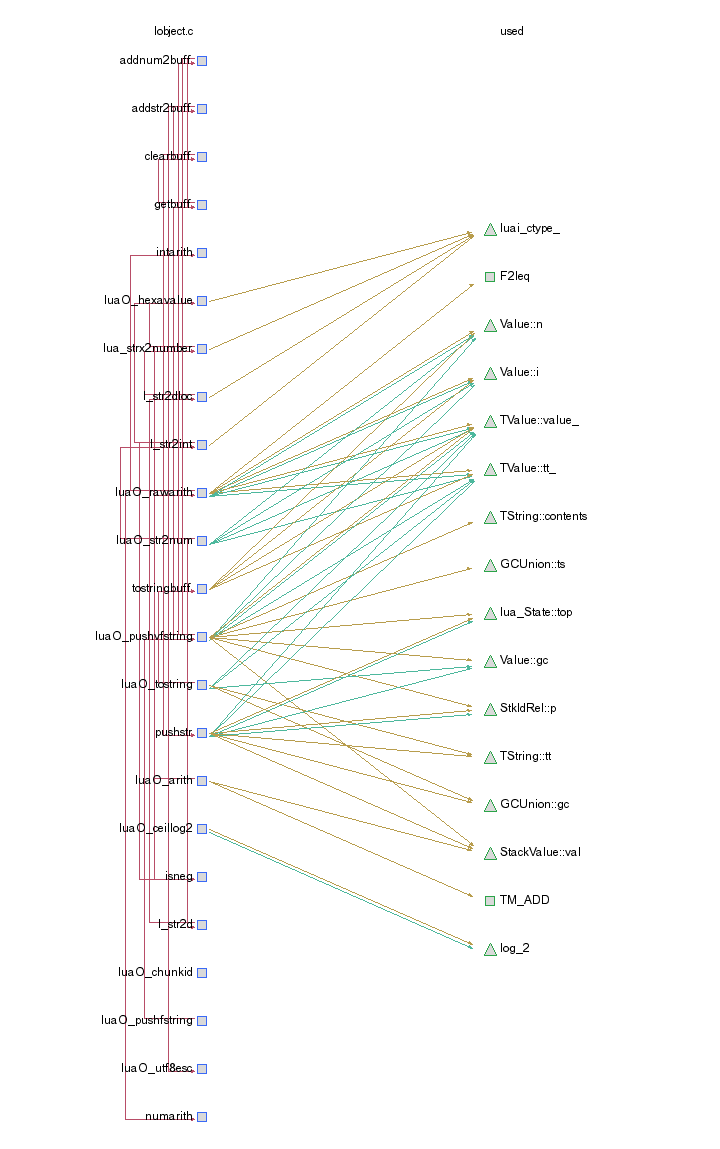 lobject.c
used
addnum2buff
addstr2buff
clearbuff
getbuff
luai_ctype_
intarith
F2Ieq
luaO_hexavalue
Value::n
lua_strx2number
Value::i
l_str2dloc
TValue::value_
l_str2int
TValue::tt_
luaO_rawarith
TString::contents
luaO_str2num
GCUnion::ts
tostringbuff
lua_State::top
luaO_pushvfstring
Value::gc
luaO_tostring
StkIdRel::p
pushstr
TString::tt
luaO_arith
GCUnion::gc
luaO_ceillog2
StackValue::val
isneg
TM_ADD
l_str2d
log_2
luaO_chunkid
luaO_pushfstring
luaO_utf8esc
numarith